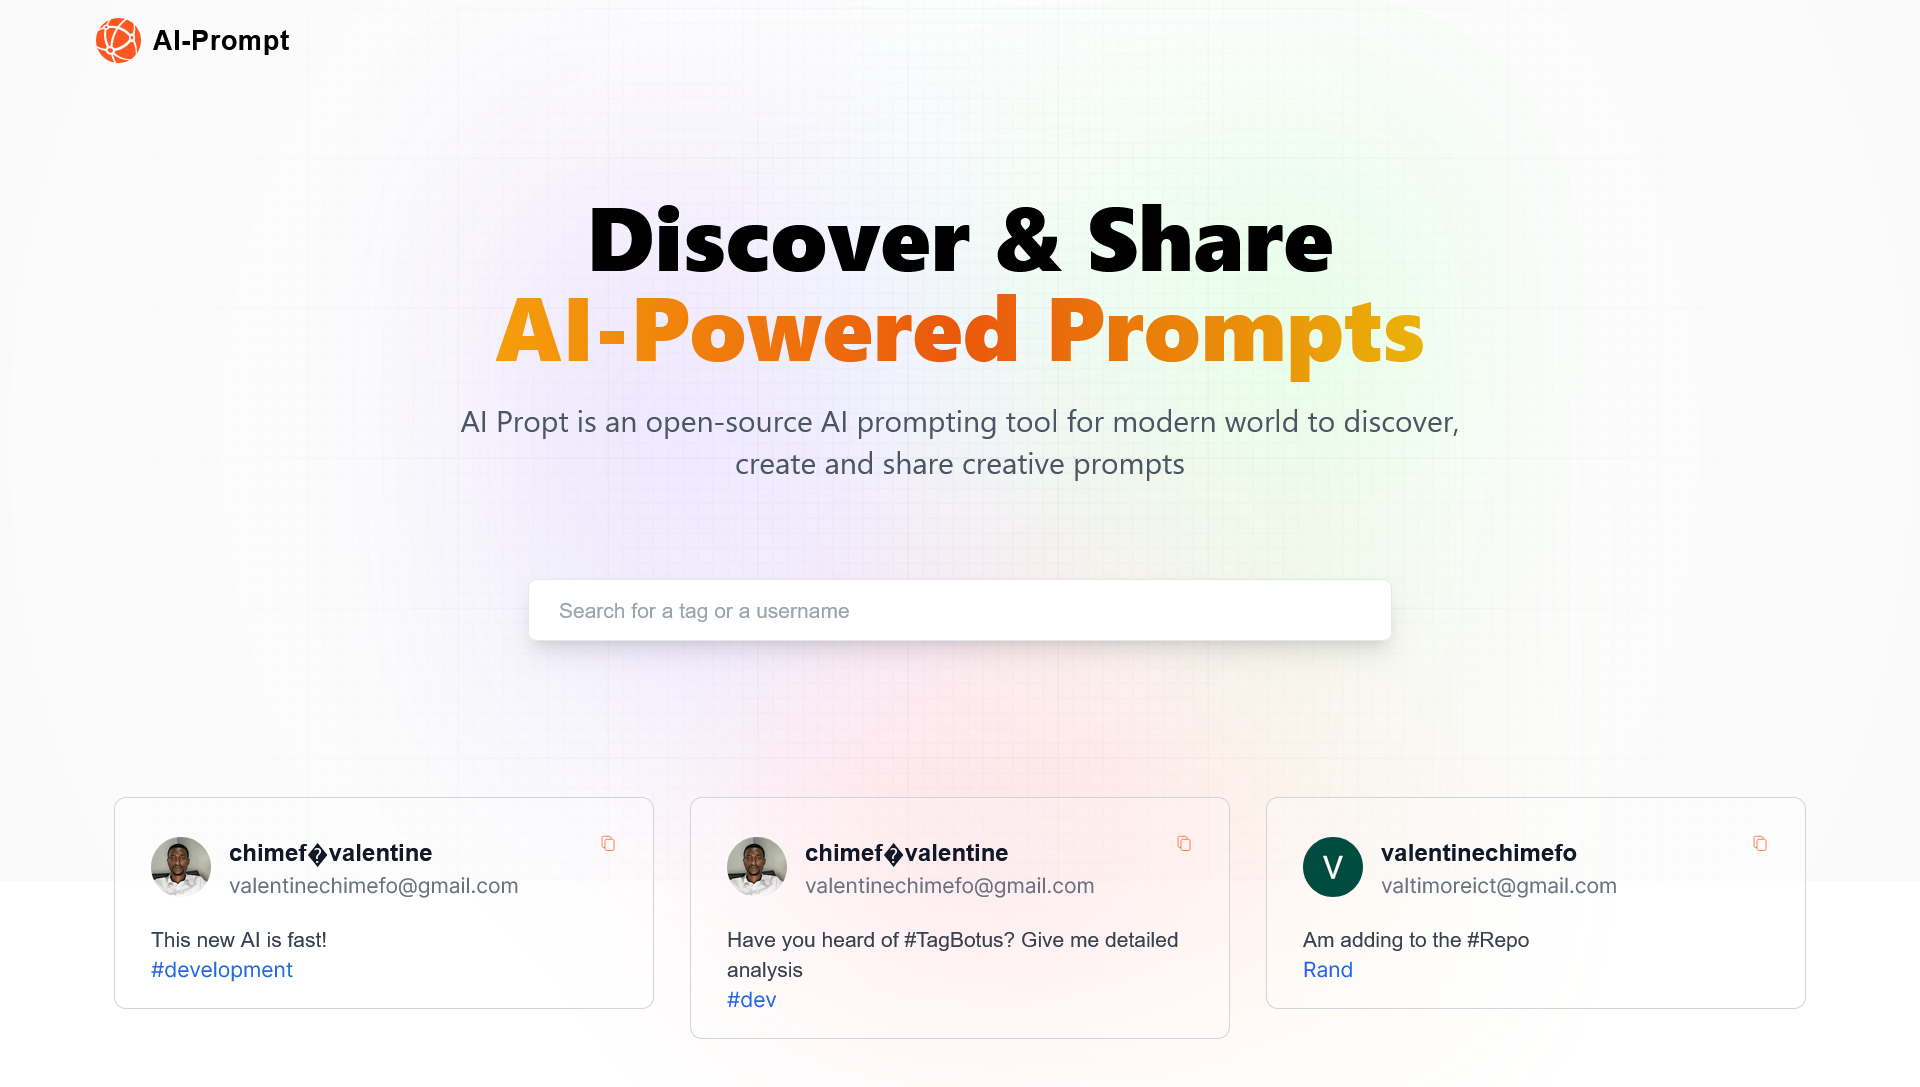 AI-Prompt
Discover & Share
AI-Powered Prompts
AI Propt is an open-source AI prompting tool for modern world to discover,
create and share creative prompts
Search for a tag or a username
chimef�valentine
valentinechimefo@gmail.com
This new AI is fast!
#development
chimef�valentine
valentinechimefo@gmail.com
Have you heard of #TagBotus? Give me detailed
analysis
#dev
V
valentinechimefo
valtimoreict@gmail.com
Am adding to the #Repo
Rand